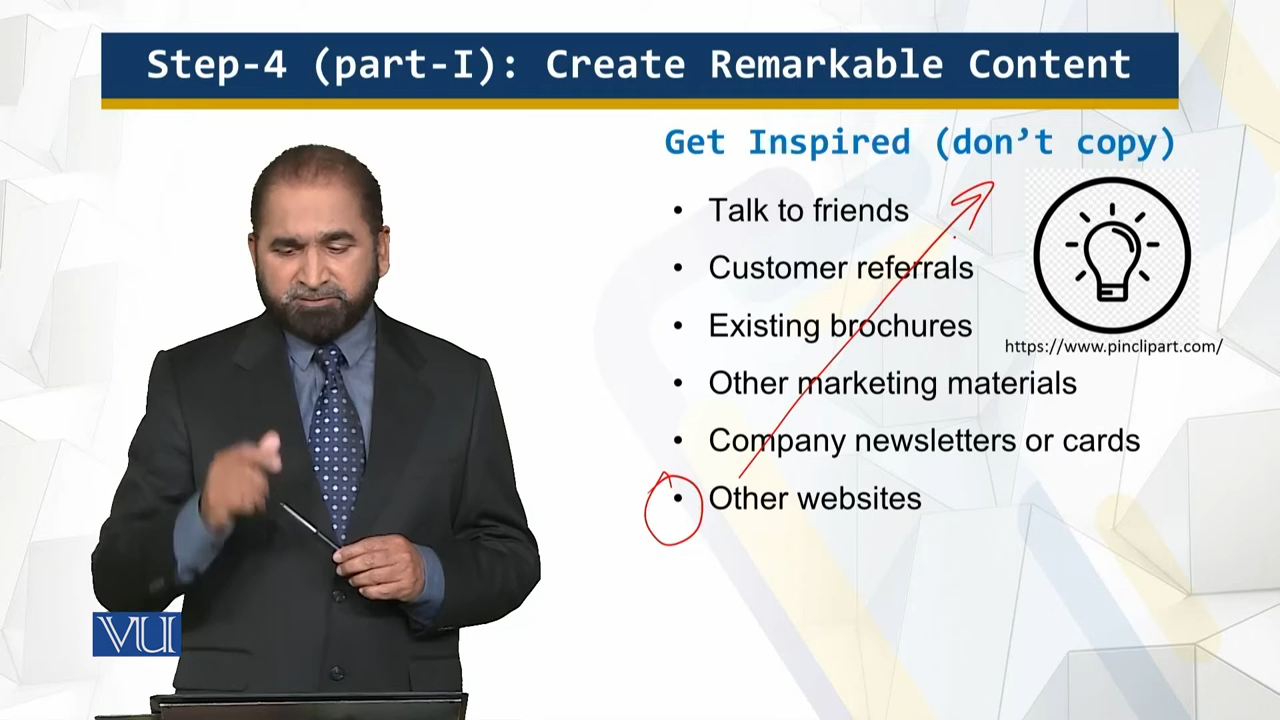 Step-4 (part-I): Create Remarkable Content
Get Inspired (don’t copy)
• Talk to friends
• Customer referrals
• Existing brochures
• Other marketing materials
• Company newsletters or cards
• Other websites
https://www.pinclipart.com/
VU